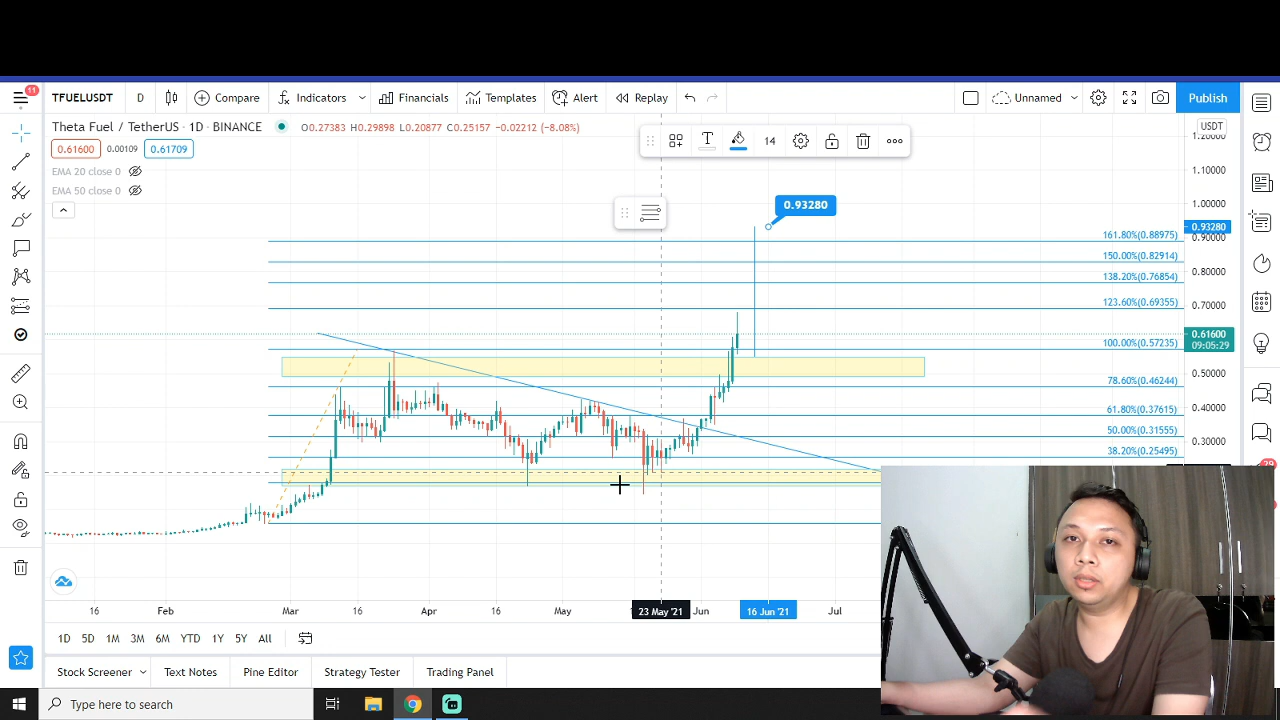 11
TFUELUSDT D Compare Indicators Financials Templates Alert Replay Unnamed Publish
Theta Fuel / TetherUS · 1D · BINANCE O0.27383 H0.29898 L0.20877 C0.25157 -0.02212 (-8.08%)
0.61600 0.00109 0.61709
EMA 20 close 0
EMA 50 close 0
T 14
USDT
1.10000
1.00000
0.93280
0.93280
0.90000
0.80000
0.70000
0.61600
09:05:29
0.50000
0.40000
0.30000
161.80%(0.88975)
150.00%(0.82914)
138.20%(0.76854)
123.60%(0.69355)
100.00%(0.57235)
78.60%(0.46244)
61.80%(0.37615)
50.00%(0.31555)
38.20%(0.25495)
16 Feb Mar 16 Apr 16 May 23 May '21 Jun 16 Jun '21 Jul
1D 5D 1M 3M 6M YTD 1Y 5Y All
Stock Screener Text Notes Pine Editor Strategy Tester Trading Panel
Type here to search